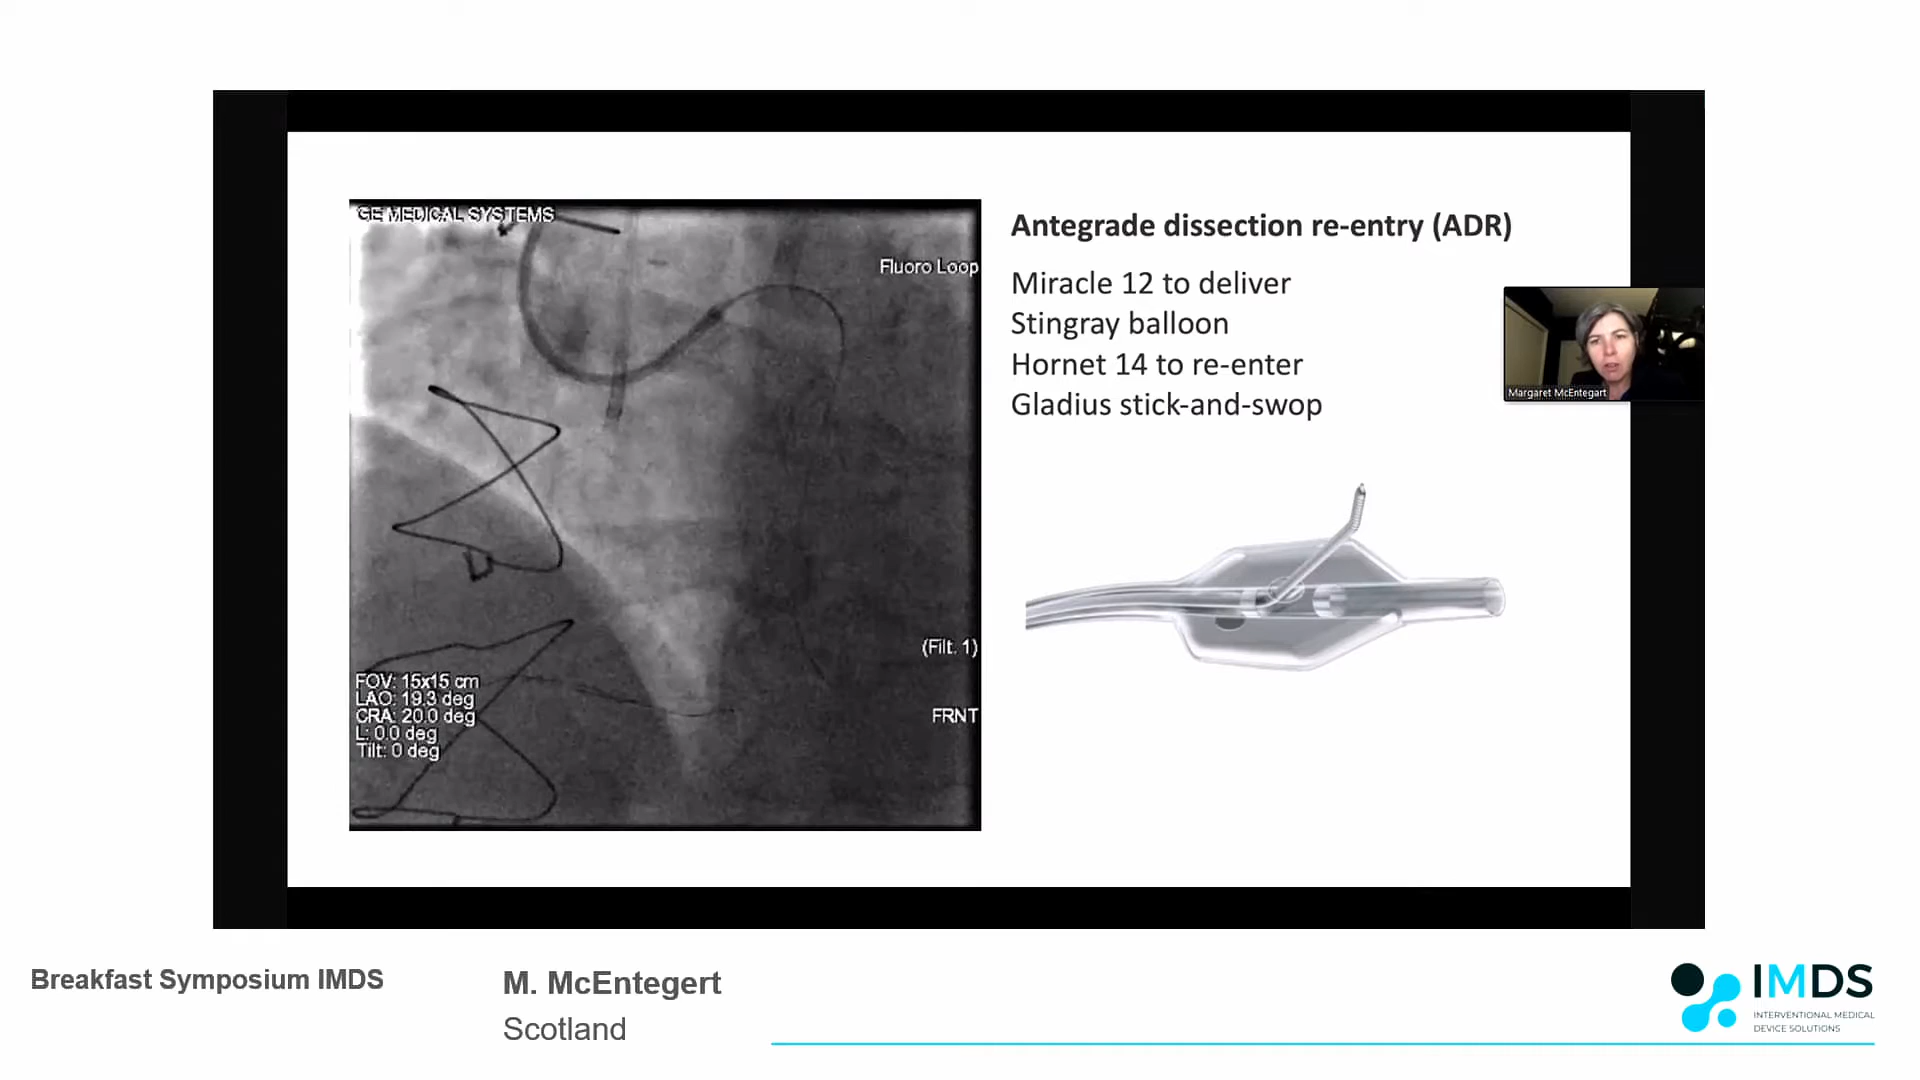 GE MEDICAL SYSTEMS
Fluoro Loop
(Filt. 1)
FRNT
FOV: 15x15 cm
LAO: 19.3 deg
CRA: 20.0 deg
L: 0.0 deg
Tilt: 0 deg
Antegrade dissection re-entry (ADR)
Miracle 12 to deliver
Stingray balloon
Hornet 14 to re-enter
Gladius stick-and-swop
Margaret McEntegart
Breakfast Symposium IMDS
M. McEntegert
Scotland
IMDS
INTERVENTIONAL MEDICAL
DEVICE SOLUTIONS